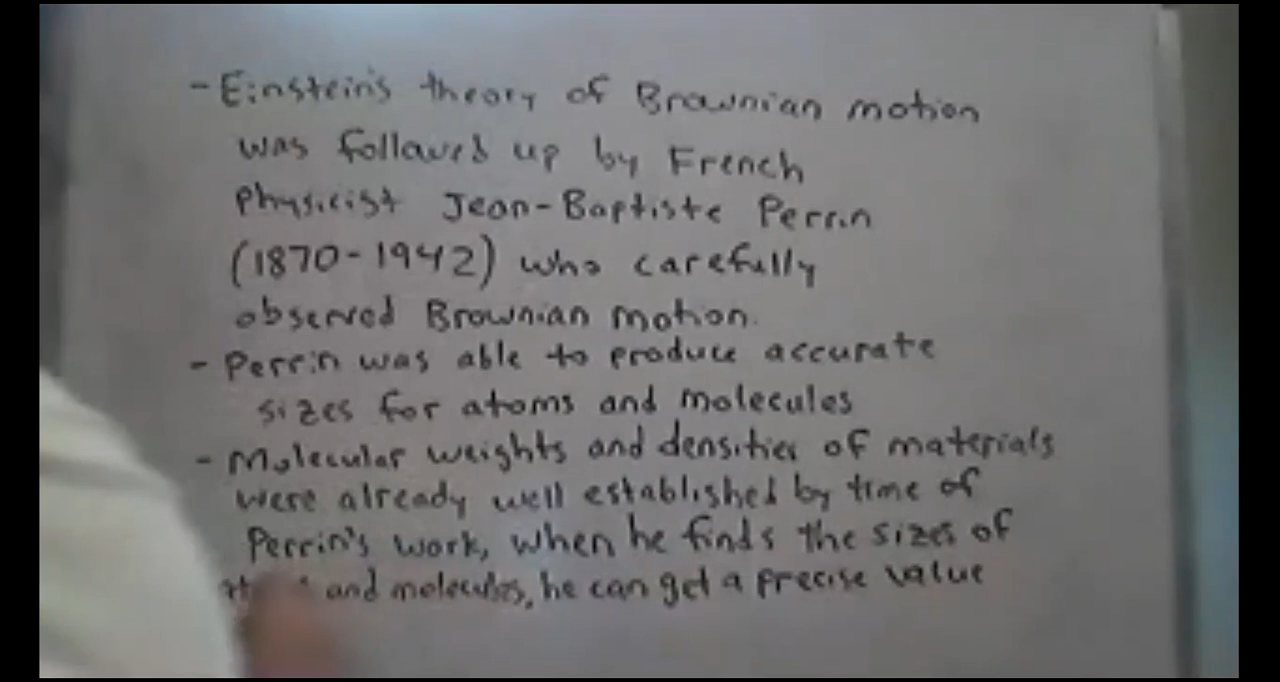 - Einstein's theory of Brownian motion
was followed up by French
physicist Jean-Baptiste Perrin
(1870-1942) who carefully
observed Brownian motion.
- Perrin was able to produce accurate
sizes for atoms and molecules
- Molecular weights and densities of materials
were already well established by time of
Perrin's work, when he finds the sizes of
and molecules, he can get a precise value